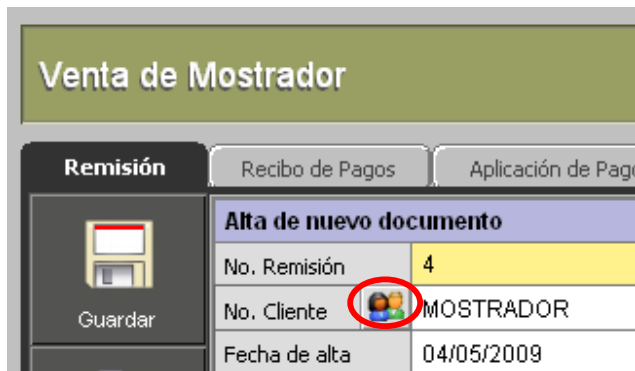 Venta de Mostrador
Remisión Recibo de Pagos Aplicación de Pago
Alta de nuevo documento
No. Remisión 4
Guardar
No. Cliente MOSTRADOR
Fecha de alta 04/05/2009